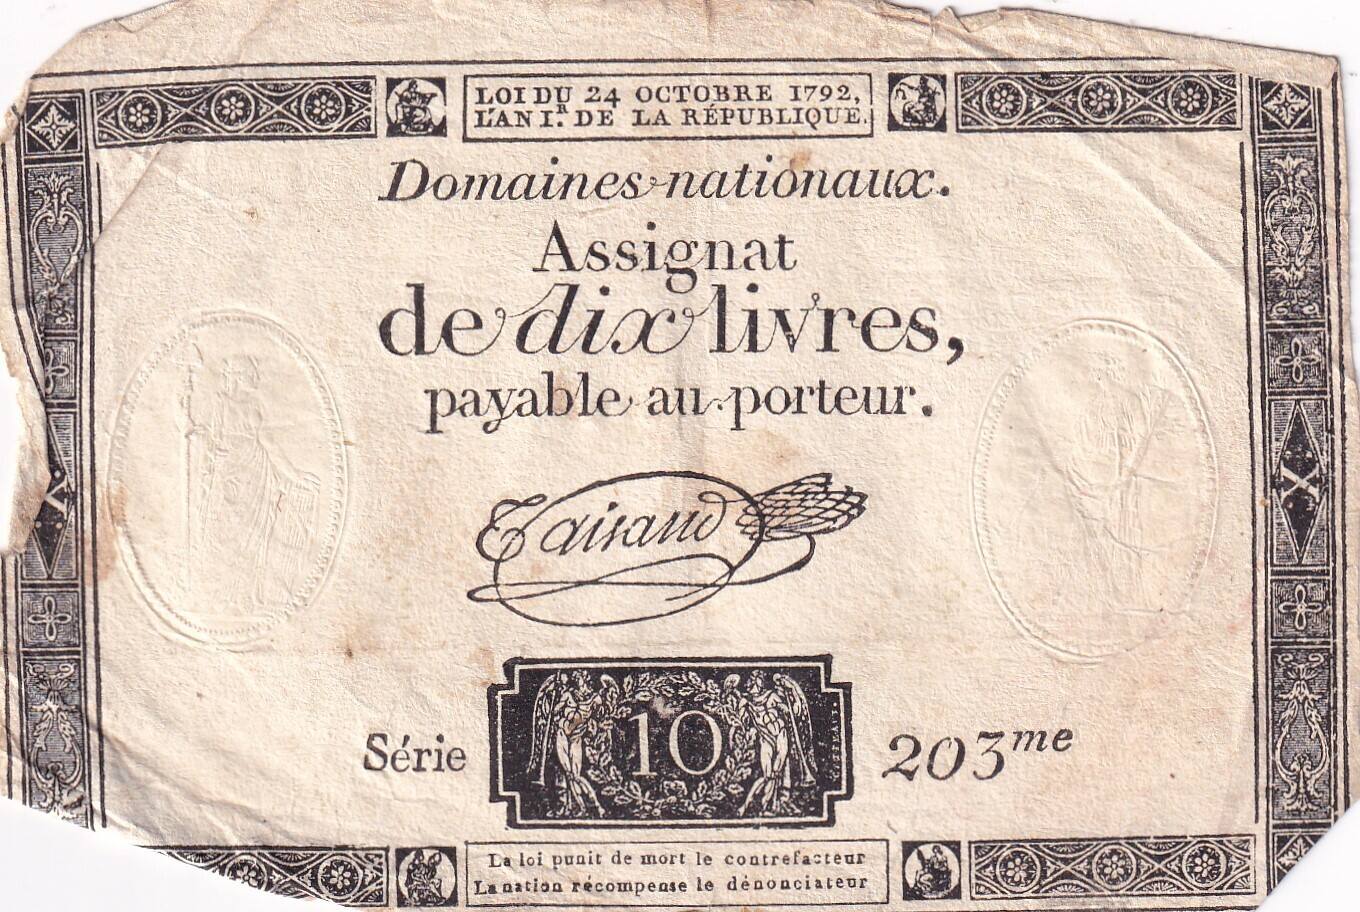 LOI DU 24 OCTOBRE 1792,
L'AN I.R DE LA RÉPUBLIQUE.
Domaines nationaux.
Assignat
de dix livres,
payable au porteur.
Taisaud
X
X
Série
10
203me
La loi punit de mort le contrefacteur
La nation récompense le dénonciateur